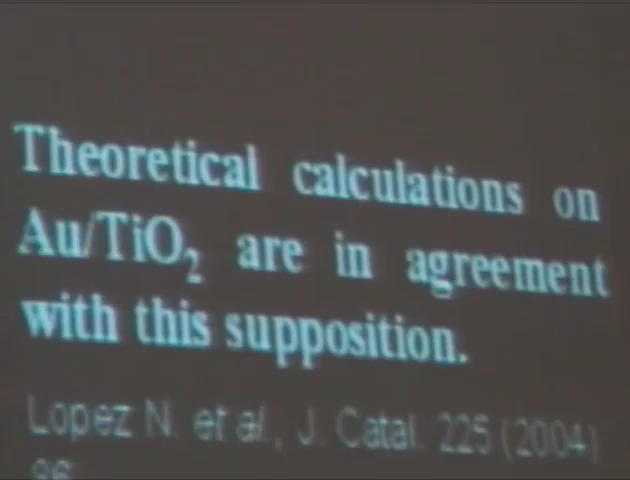 Theoretical calculations on
Au/TiO₂ are in agreement
with this supposition.
Lopez N. et al., J. Catal. 225 (2004)